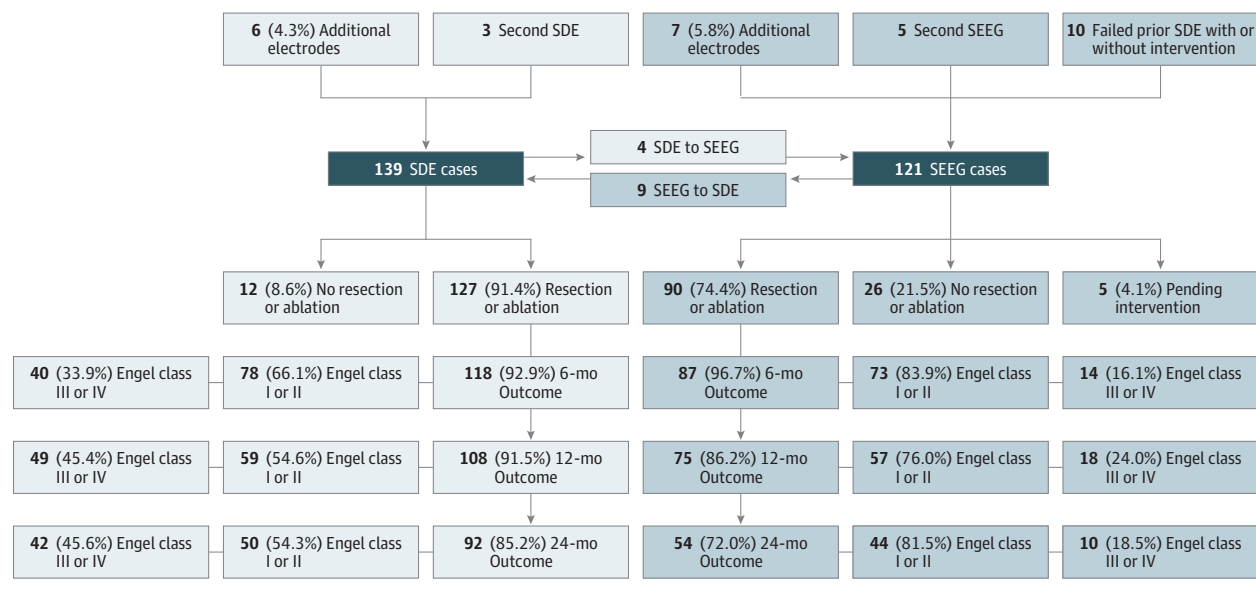 6 (4.3%) Additional
electrodes
3 Second SDE
7 (5.8%) Additional
electrodes
5 Second SEEG
10 Failed prior SDE with or
without intervention
139 SDE cases
4 SDE to SEEG
9 SEEG to SDE
121 SEEG cases
12 (8.6%) No resection
or ablation
127 (91.4%) Resection
or ablation
90 (74.4%) Resection
or ablation
26 (21.5%) No resection
or ablation
5 (4.1%) Pending
intervention
40 (33.9%) Engel class
III or IV
78 (66.1%) Engel class
I or II
118 (92.9%) 6-mo
Outcome
87 (96.7%) 6-mo
Outcome
73 (83.9%) Engel class
I or II
14 (16.1%) Engel class
III or IV
49 (45.4%) Engel class
III or IV
59 (54.6%) Engel class
I or II
108 (91.5%) 12-mo
Outcome
75 (86.2%) 12-mo
Outcome
57 (76.0%) Engel class
I or II
18 (24.0%) Engel class
III or IV
42 (45.6%) Engel class
III or IV
50 (54.3%) Engel class
I or II
92 (85.2%) 24-mo
Outcome
54 (72.0%) 24-mo
Outcome
44 (81.5%) Engel class
I or II
10 (18.5%) Engel class
III or IV